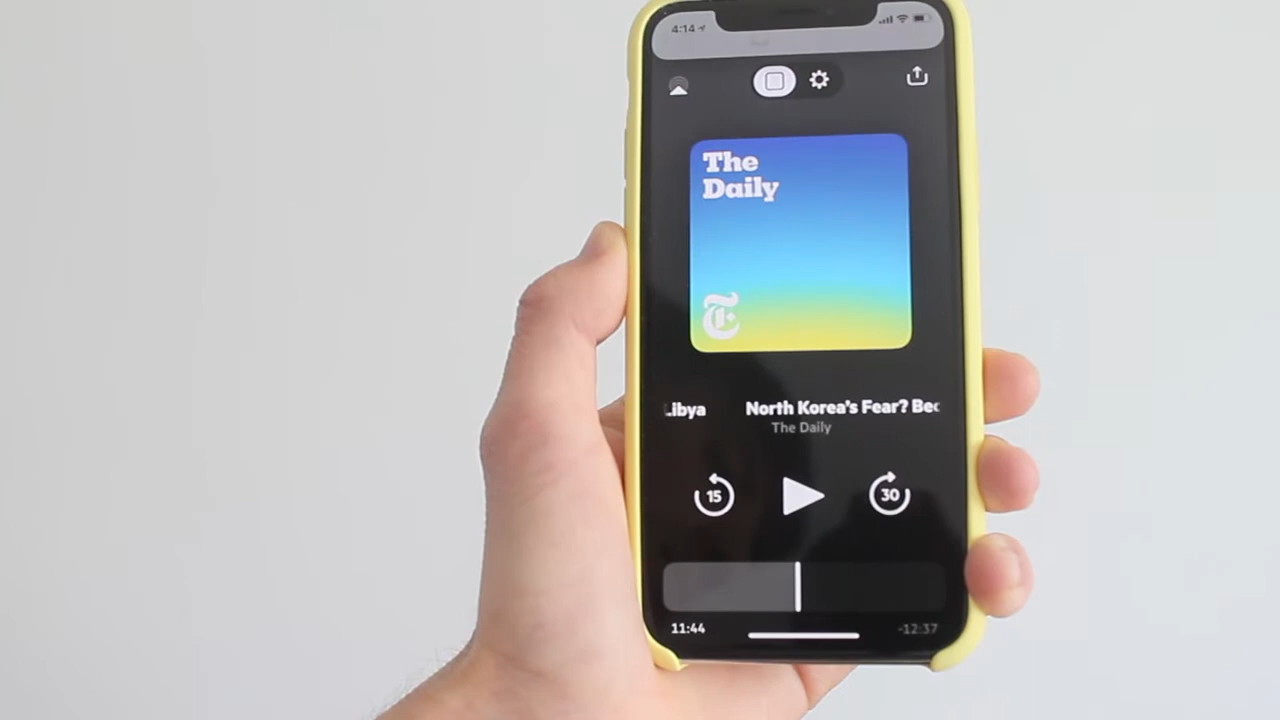 4:14
The
Daily
T
Libya North Korea's Fear? Bec
The Daily
15
30
11:44
-12:37